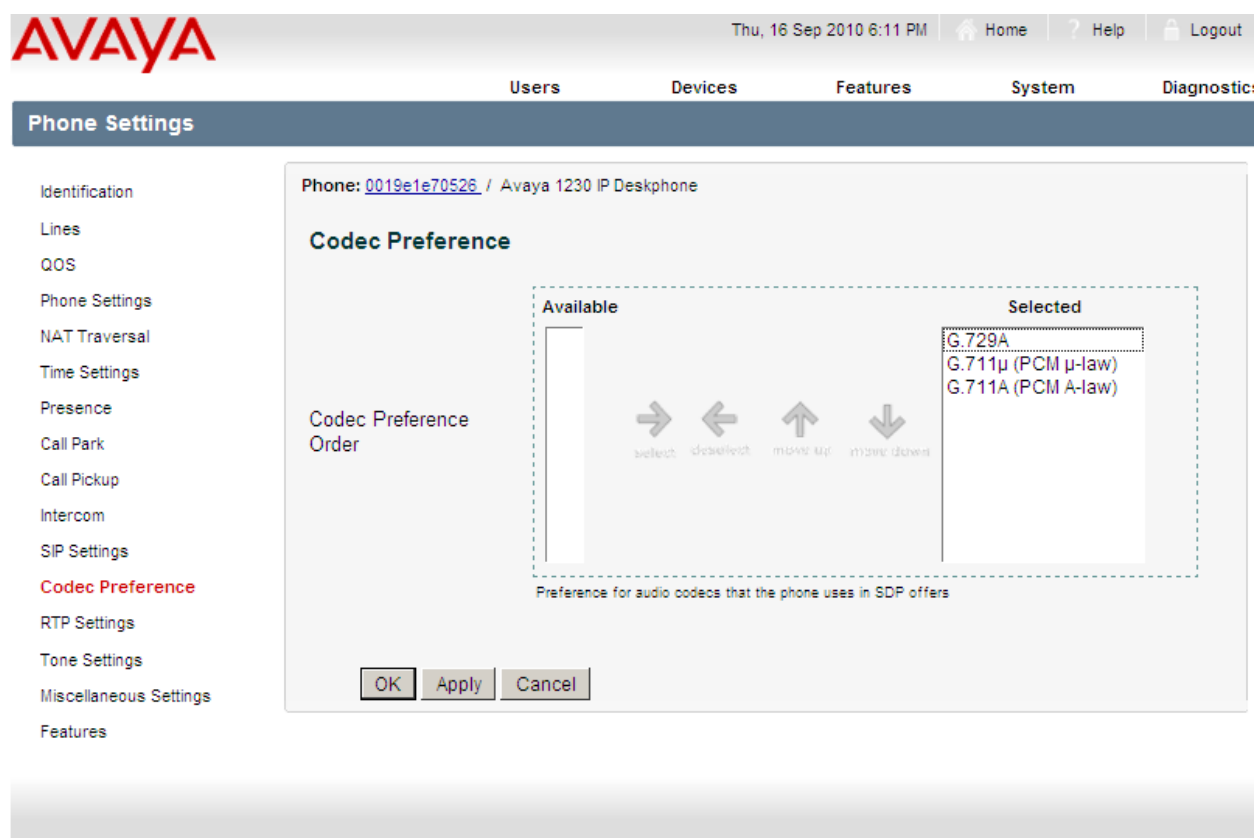 AVAYA
Thu, 16 Sep 2010 6:11 PM Home ? Help Logout
Users Devices Features System Diagnostics
Phone Settings
Identification
Lines
QOS
Phone Settings
NAT Traversal
Time Settings
Presence
Call Park
Call Pickup
Intercom
SIP Settings
Codec Preference
RTP Settings
Tone Settings
Miscellaneous Settings
Features
Phone: 0019e1e70526 / Avaya 1230 IP Deskphone
Codec Preference
Codec Preference
Order
Available
select deselect move up move down
Selected
G.729A
G.711µ (PCM µ-law)
G.711A (PCM A-law)
Preference for audio codecs that the phone uses in SDP offers
OK Apply Cancel